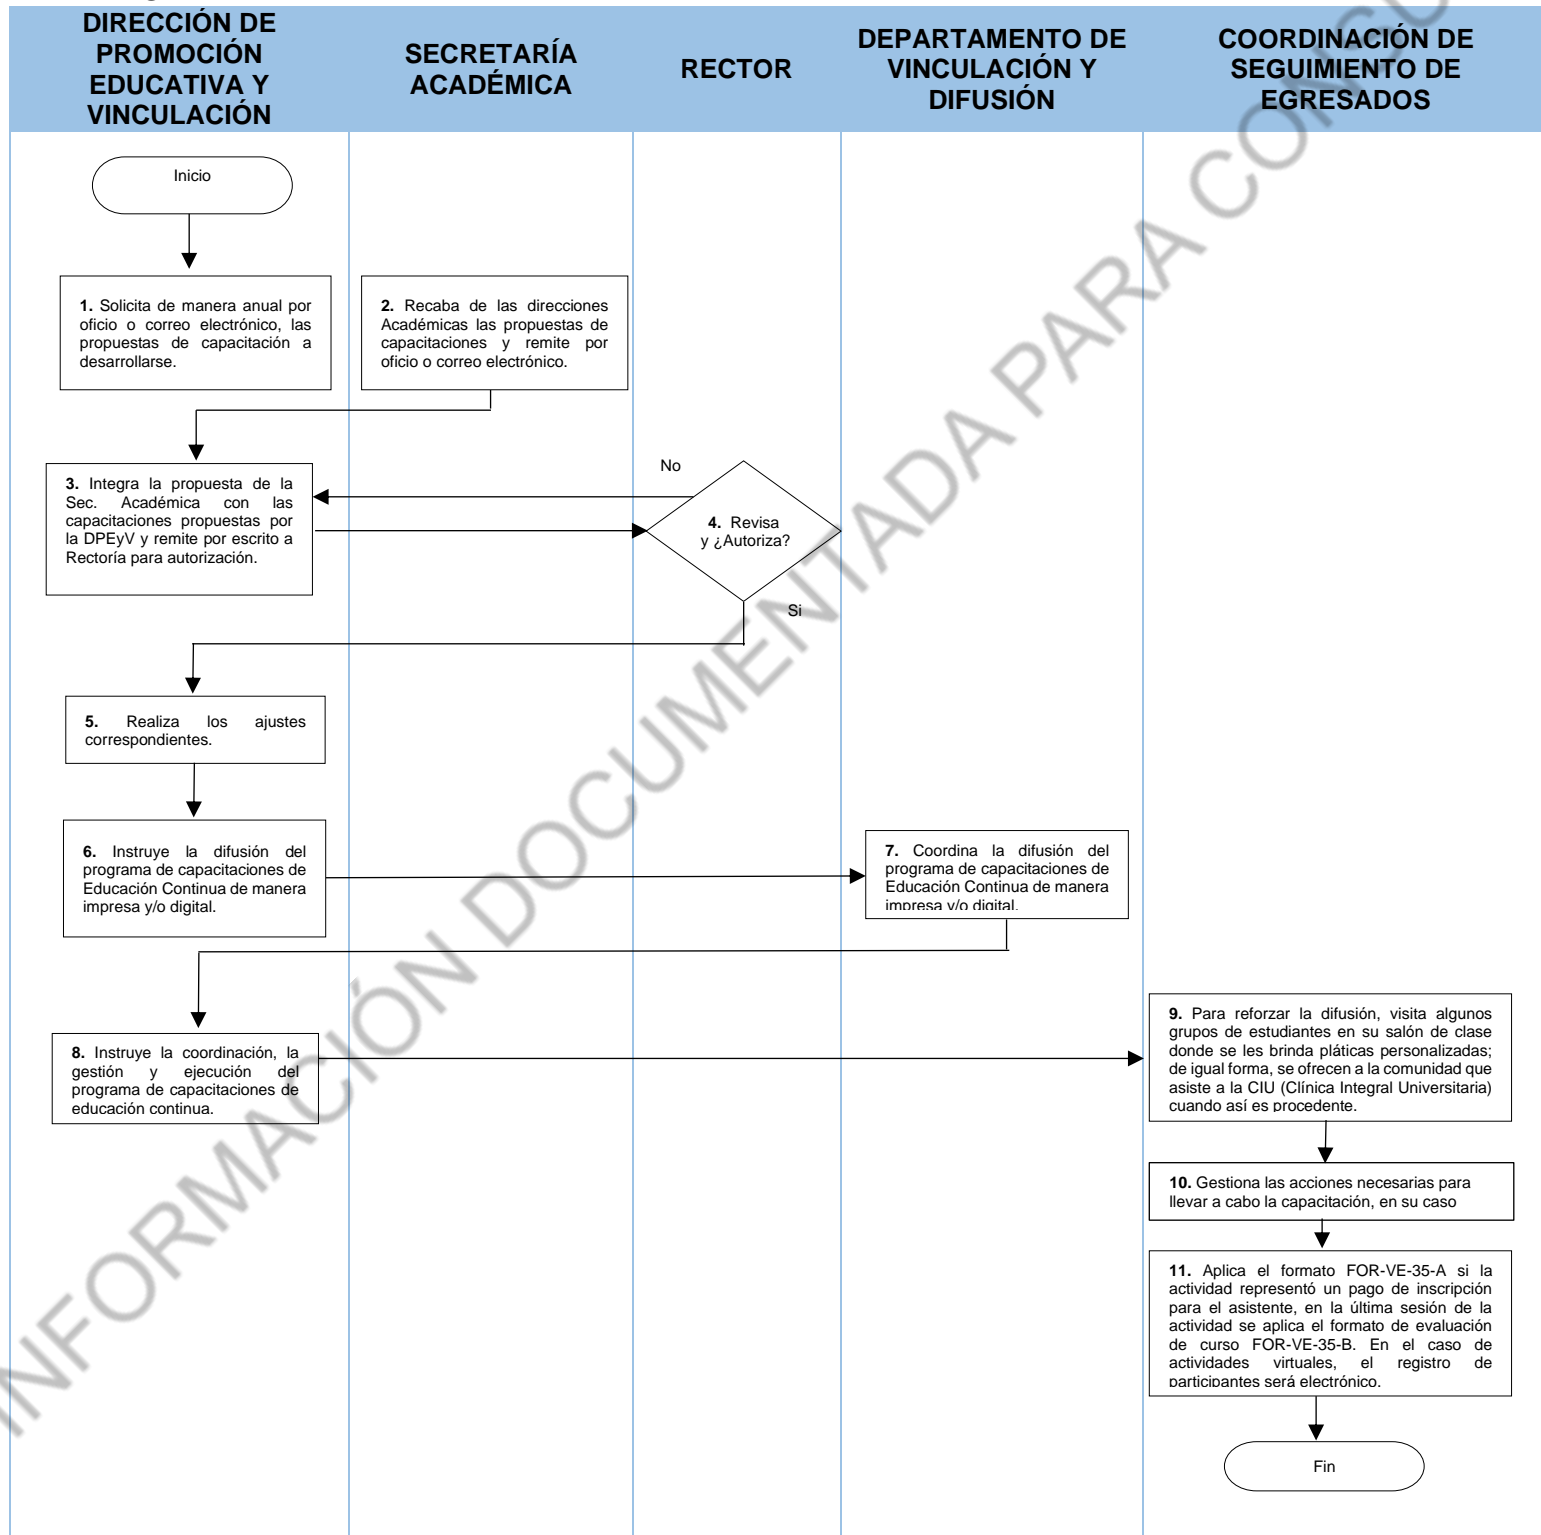 DIRECCIÓN DE
PROMOCIÓN
EDUCATIVA Y
VINCULACIÓN
SECRETARÍA
ACADÉMICA
RECTOR
DEPARTAMENTO DE
VINCULACIÓN Y
DIFUSIÓN
COORDINACIÓN DE
SEGUIMIENTO DE
EGRESADOS
Inicio
1. Solicita de manera anual por
oficio o correo electrónico, las
propuestas de capacitación a
desarrollarse.
2. Recaba de las direcciones
Académicas las propuestas de
capacitaciones y remite por
oficio o correo electrónico.
3. Integra la propuesta de la
Sec. Académica con las
capacitaciones propuestas por
la DPEyV y remite por escrito a
Rectoría para autorización.
No
4. Revisa
y ¿Autoriza?
Si
5. Realiza los ajustes
correspondientes.
6. Instruye la difusión del
programa de capacitaciones de
Educación Continua de manera
impresa y/o digital.
7. Coordina la difusión del
programa de capacitaciones de
Educación Continua de manera
impresa y/o digital.
8. Instruye la coordinación, la
gestión y ejecución del
programa de capacitaciones de
educación continua.
9. Para reforzar la difusión, visita algunos
grupos de estudiantes en su salón de clase
donde se les brinda pláticas personalizadas;
de igual forma, se ofrecen a la comunidad que
asiste a la CIU (Clínica Integral Universitaria)
cuando así es procedente.
10. Gestiona las acciones necesarias para
llevar a cabo la capacitación, en su caso
11. Aplica el formato FOR-VE-35-A si la
actividad representó un pago de inscripción
para el asistente, en la última sesión de la
actividad se aplica el formato de evaluación
de curso FOR-VE-35-B. En el caso de
actividades virtuales, el registro de
participantes será electrónico.
Fin
INFORMACIÓN DOCUMENTADA PARA CONSU